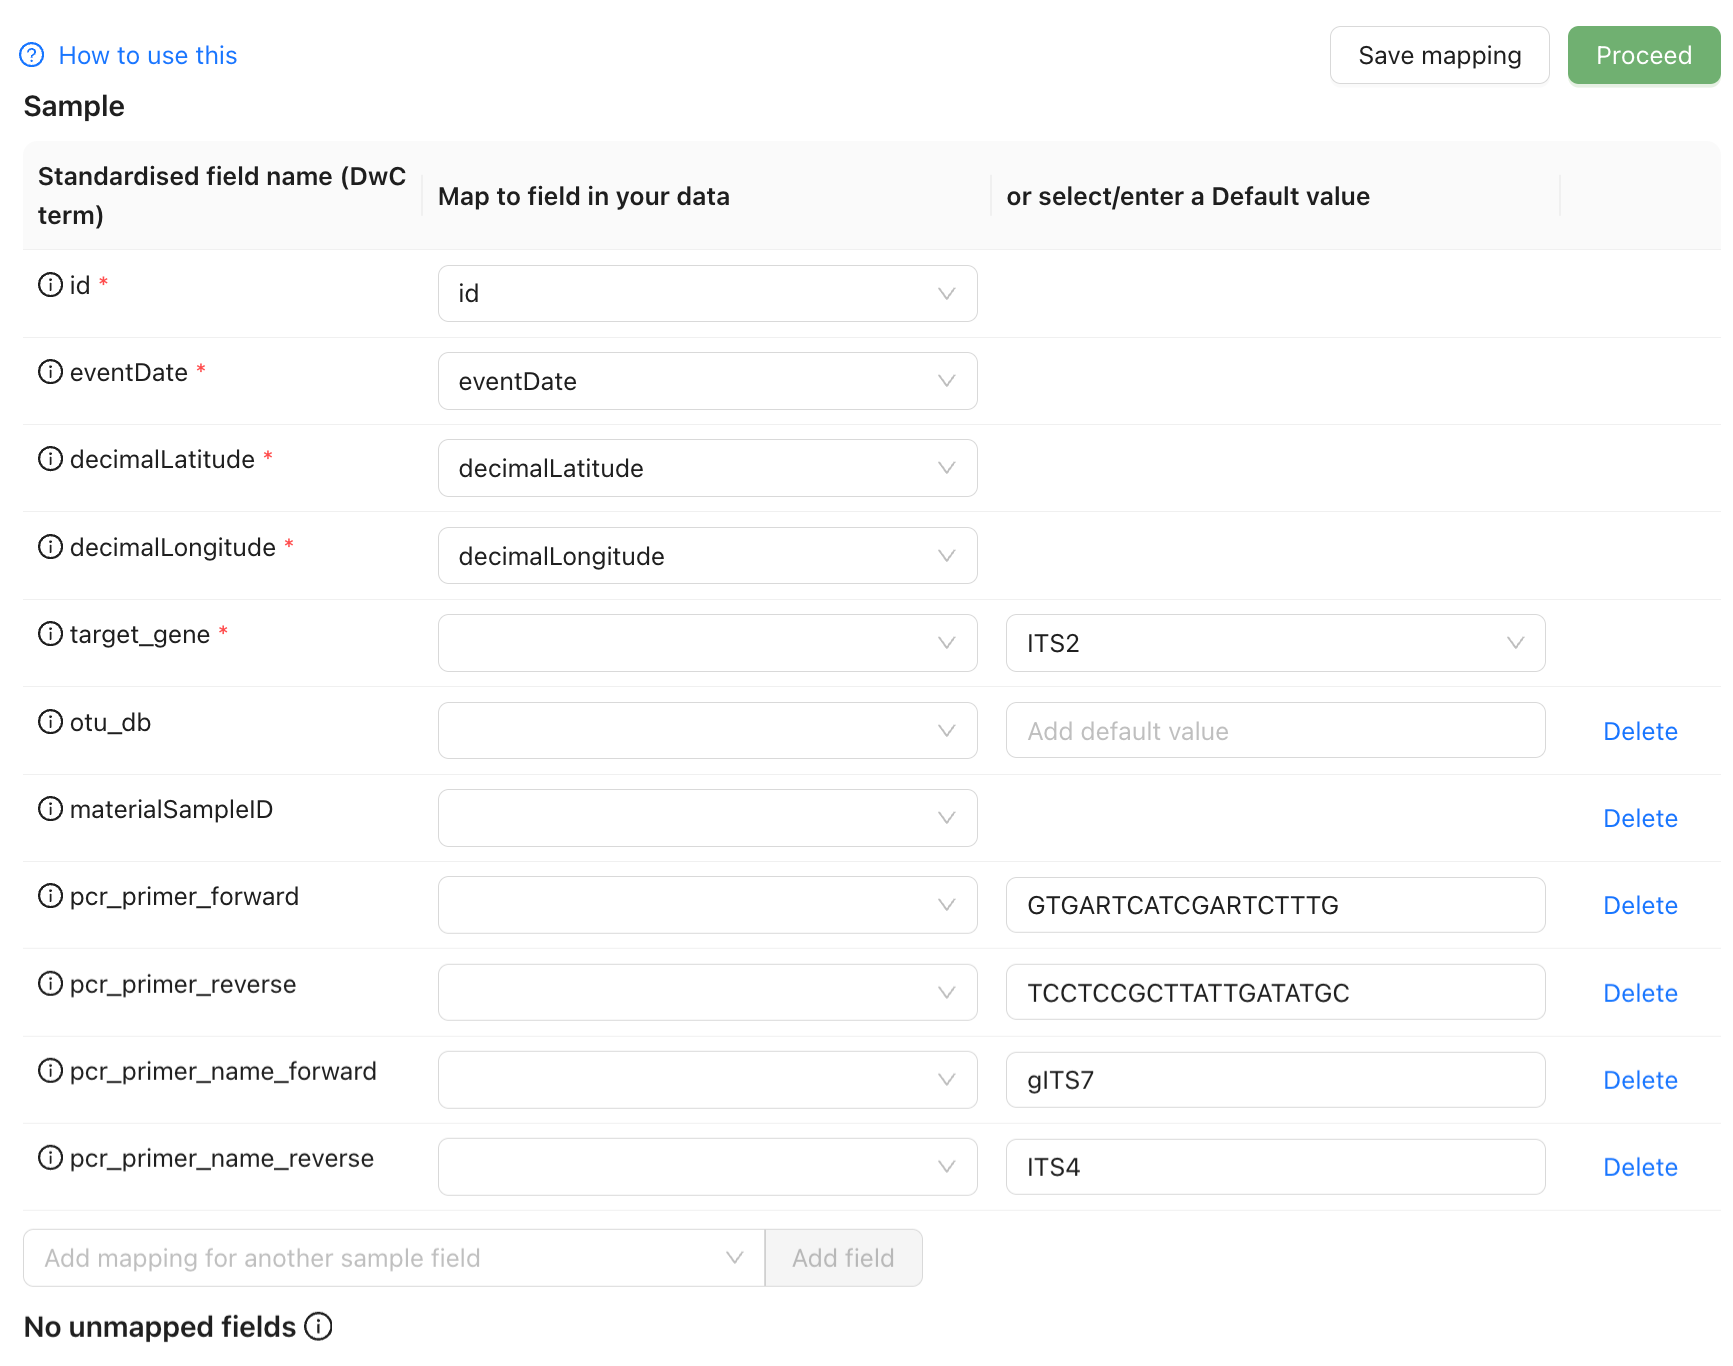 How to use this
Save mapping
Proceed
Sample
Standardised field name (DwC term)
Map to field in your data
or select/enter a Default value
id *
id
eventDate *
eventDate
decimalLatitude *
decimalLatitude
decimalLongitude *
decimalLongitude
target_gene *
ITS2
otu_db
Add default value
Delete
materialSampleID
Delete
pcr_primer_forward
GTGARTCATCGARTCTTTG
Delete
pcr_primer_reverse
TCCTCCGCTTATTGATATGC
Delete
pcr_primer_name_forward
gITS7
Delete
pcr_primer_name_reverse
ITS4
Delete
Add mapping for another sample field
Add field
No unmapped fields